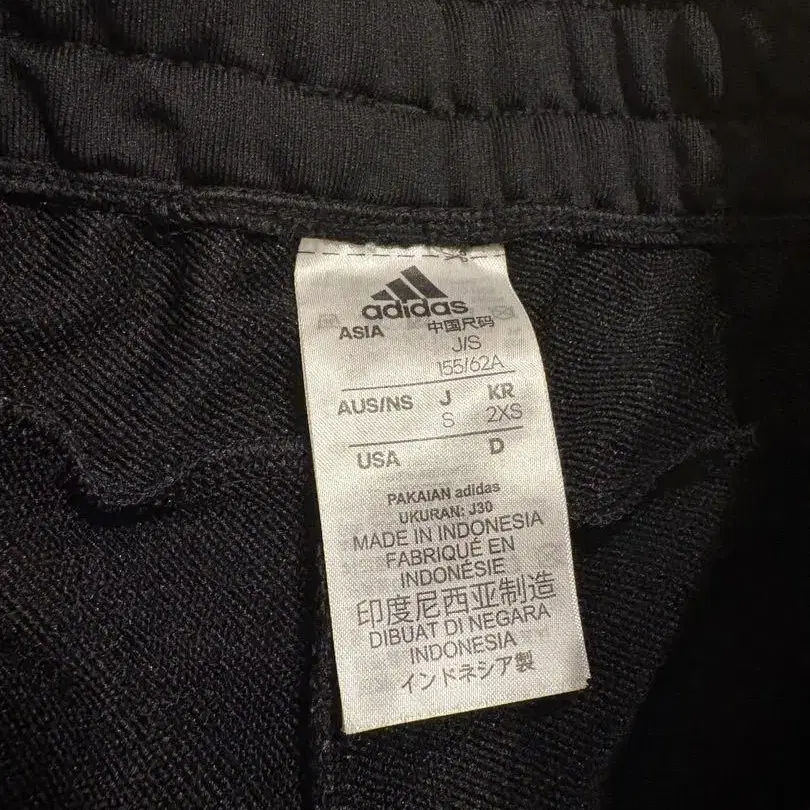 adidas
ASIA 中国尺码
J/S
155/62A
AUS/NS J KR
S 2XS
USA D
PAKAIAN adidas
UKURAN: J30
MADE IN INDONESIA
FABRIQUÉ EN
INDONÉSIE
印度尼西亚制造
DIBUAT DI NEGARA
INDONESIA
インドネシア製